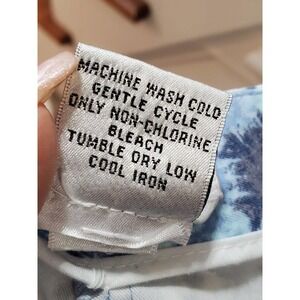 MACHINE WASH COLD
GENTLE CYCLE
ONLY NON-CHLORINE
BLEACH
TUMBLE DRY LOW
COOL IRON